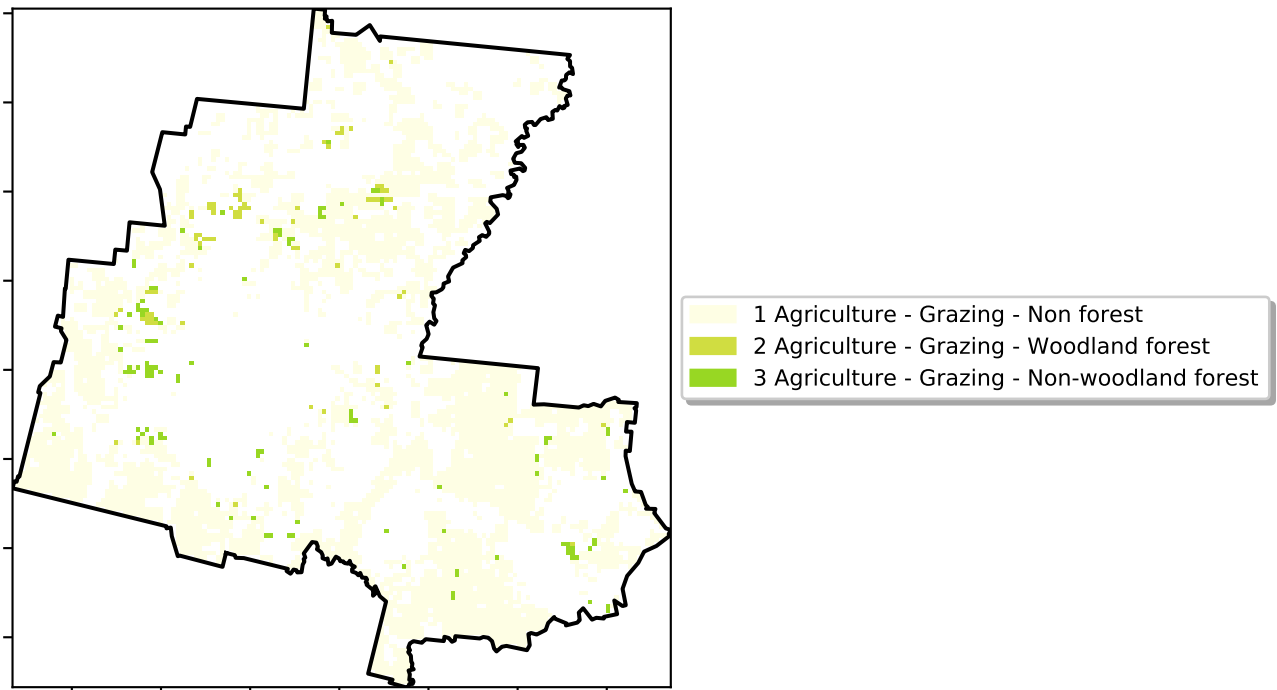 1 Agriculture - Grazing - Non forest
2 Agriculture - Grazing - Woodland forest
3 Agriculture - Grazing - Non-woodland forest